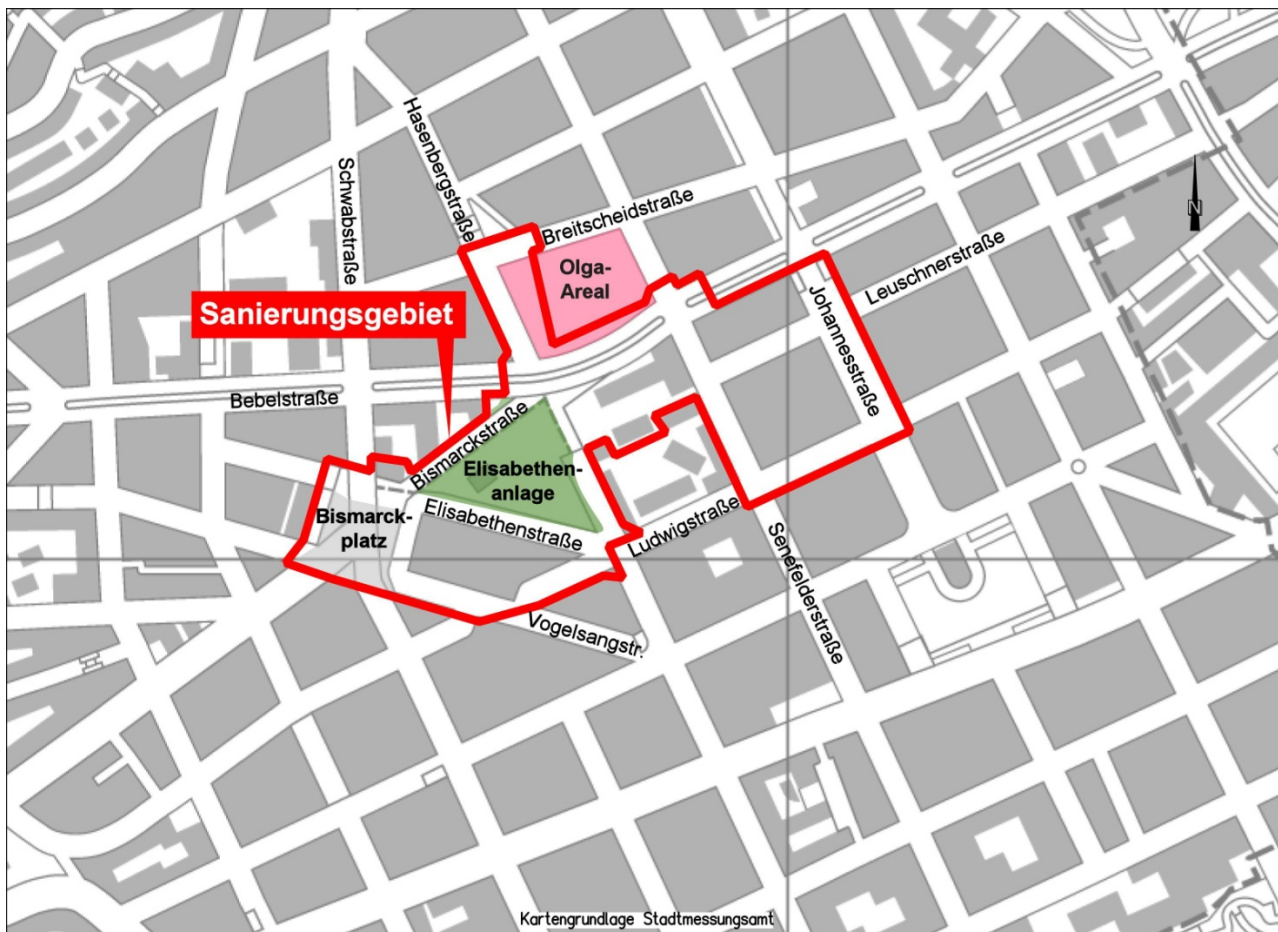 Hasenbergstraße
Schwabstraße
Breitscheidstraße
N
Olga-
Areal
Leuschnerstraße
Sanierungsgebiet
Johannesstraße
Bebelstraße
Bismarckstraße
Elisabethen-
anlage
Bismarck-
platz
Elisabethenstraße
Ludwigstraße
Senefelderstraße
Vogelsangstr.
Kartengrundlage Stadtmessungsamt